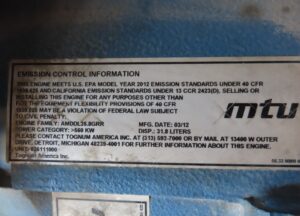 EMISSION CONTROL INFORMATION
THIS ENGINE MEETS U.S. EPA MODEL YEAR 2012 EMISSION STANDARDS UNDER 40 CFR
1039.625 AND CALIFORNIA EMISSION STANDARDS UNDER 13 CCR 2423(D). SELLING OR
INSTALLING THIS ENGINE FOR ANY PURPOSE OTHER THAN
FOR THE EQUIPMENT FLEXIBILITY PROVISIONS OF 40 CFR
1039.625 MAY BE A VIOLATION OF FEDERAL LAW SUBJECT
TO CIVIL PENALTY.
ENGINE FAMILY:
MFG. DATE: 03/12
POWER CATEGORY: >560 KW
DISP.: 31.8 LITERS
PLEASE CONTACT TOGNUM AMERICA INC. AT (313) 592-7000 OR BY MAIL AT 13400 W OUTER
DRIVE, DETROIT, MICHIGAN 48239-4001 FOR FURTHER INFORMATION ABOUT THIS ENGINE.
Tognum America Inc.
mtu